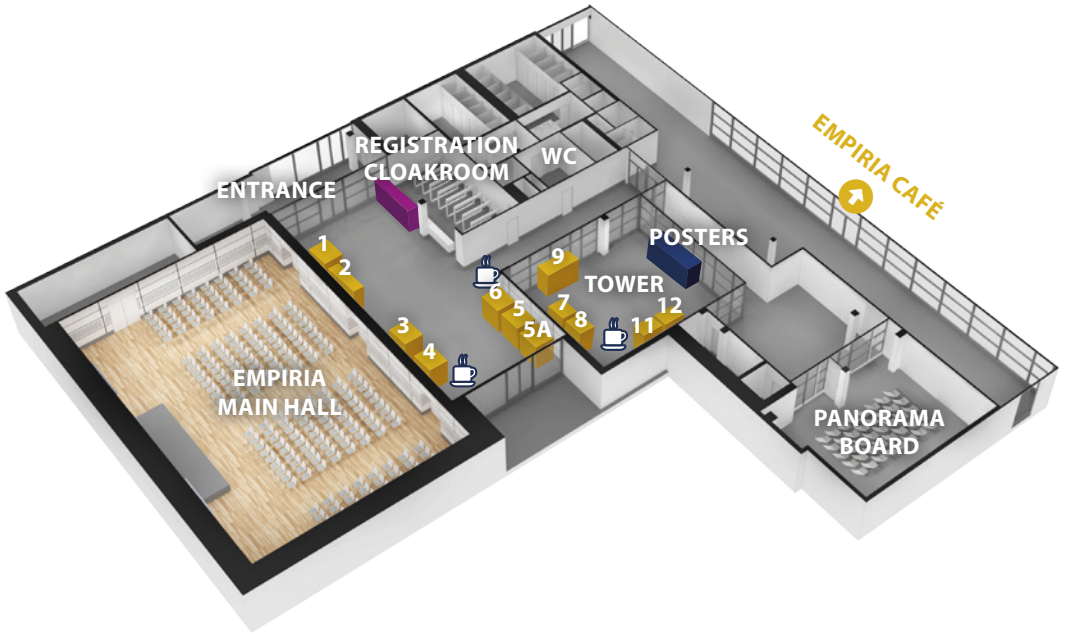 EMPIRIA CAFÉ
REGISTRATION
CLOAKROOM
WC
ENTRANCE
POSTERS
1
2
9
TOWER
6
5
5A
7
8
12
11
3
4
EMPIRIA
MAIN HALL
PANORAMA
BOARD